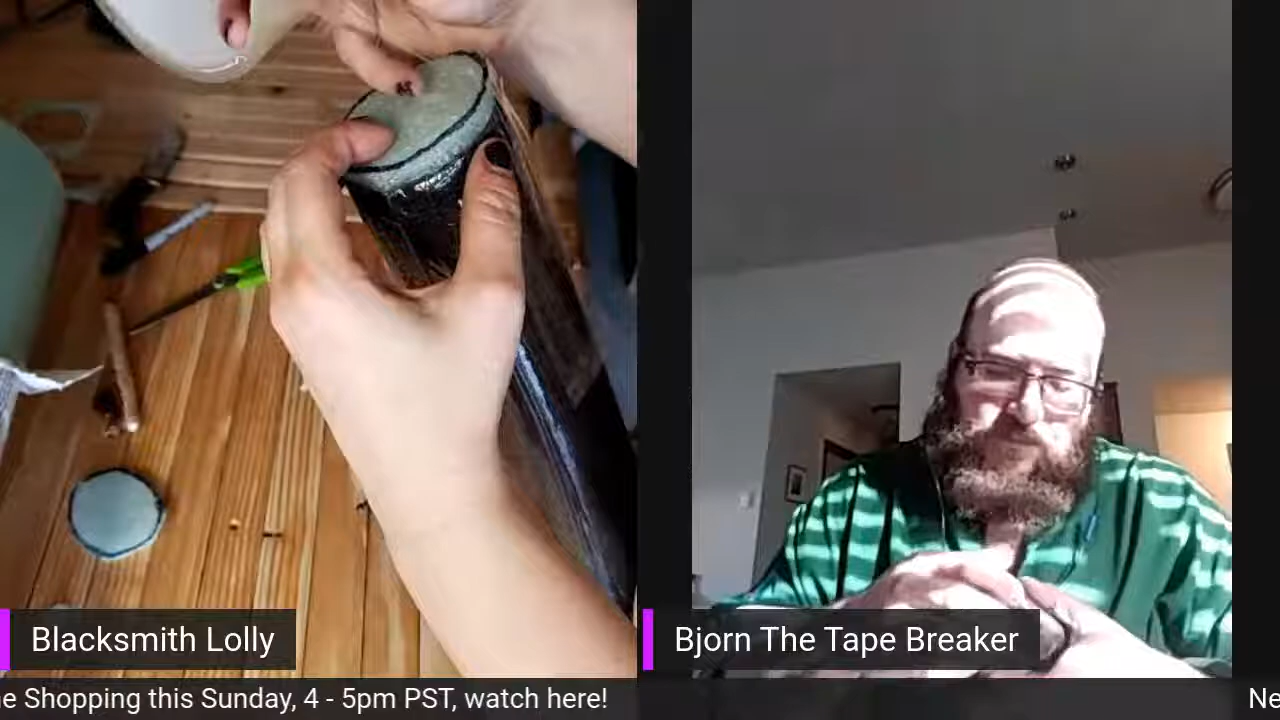 Blacksmith Lolly
Bjorn The Tape Breaker
e Shopping this Sunday, 4 - 5pm PST, watch here!
Ne